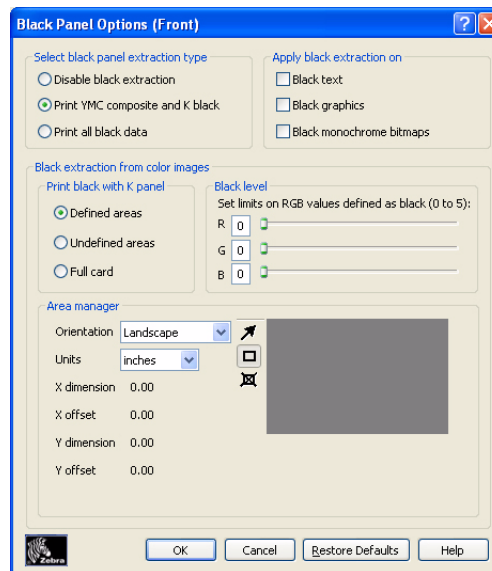 Black Panel Options (Front)
Select black panel extraction type
Disable black extraction
Print YMC composite and K black
Print all black data
Apply black extraction on
Black text
Black graphics
Black monochrome bitmaps
Black extraction from color images
Print black with K panel
Defined areas
Undefined areas
Full card
Black level
Set limits on RGB values defined as black (0 to 5):
R 0
G 0
B 0
Area manager
Orientation Landscape
Units inches
X dimension 0.00
X offset 0.00
Y dimension 0.00
Y offset 0.00
Zebra
OK Cancel Restore Defaults Help